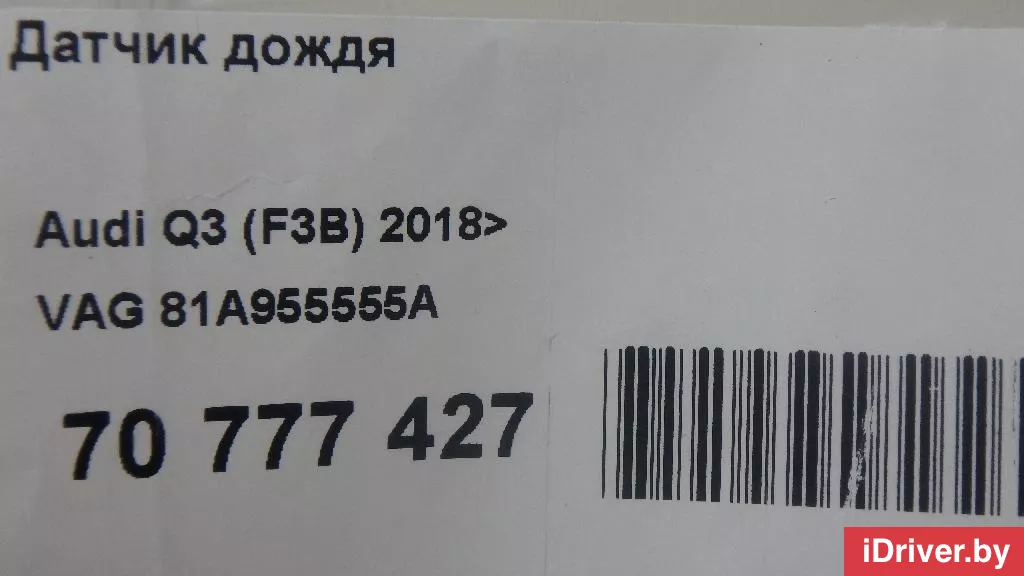 Датчик дождя
Audi Q3 (F3B) 2018>
VAG 81A955555A
70 777 427
iDriver.by